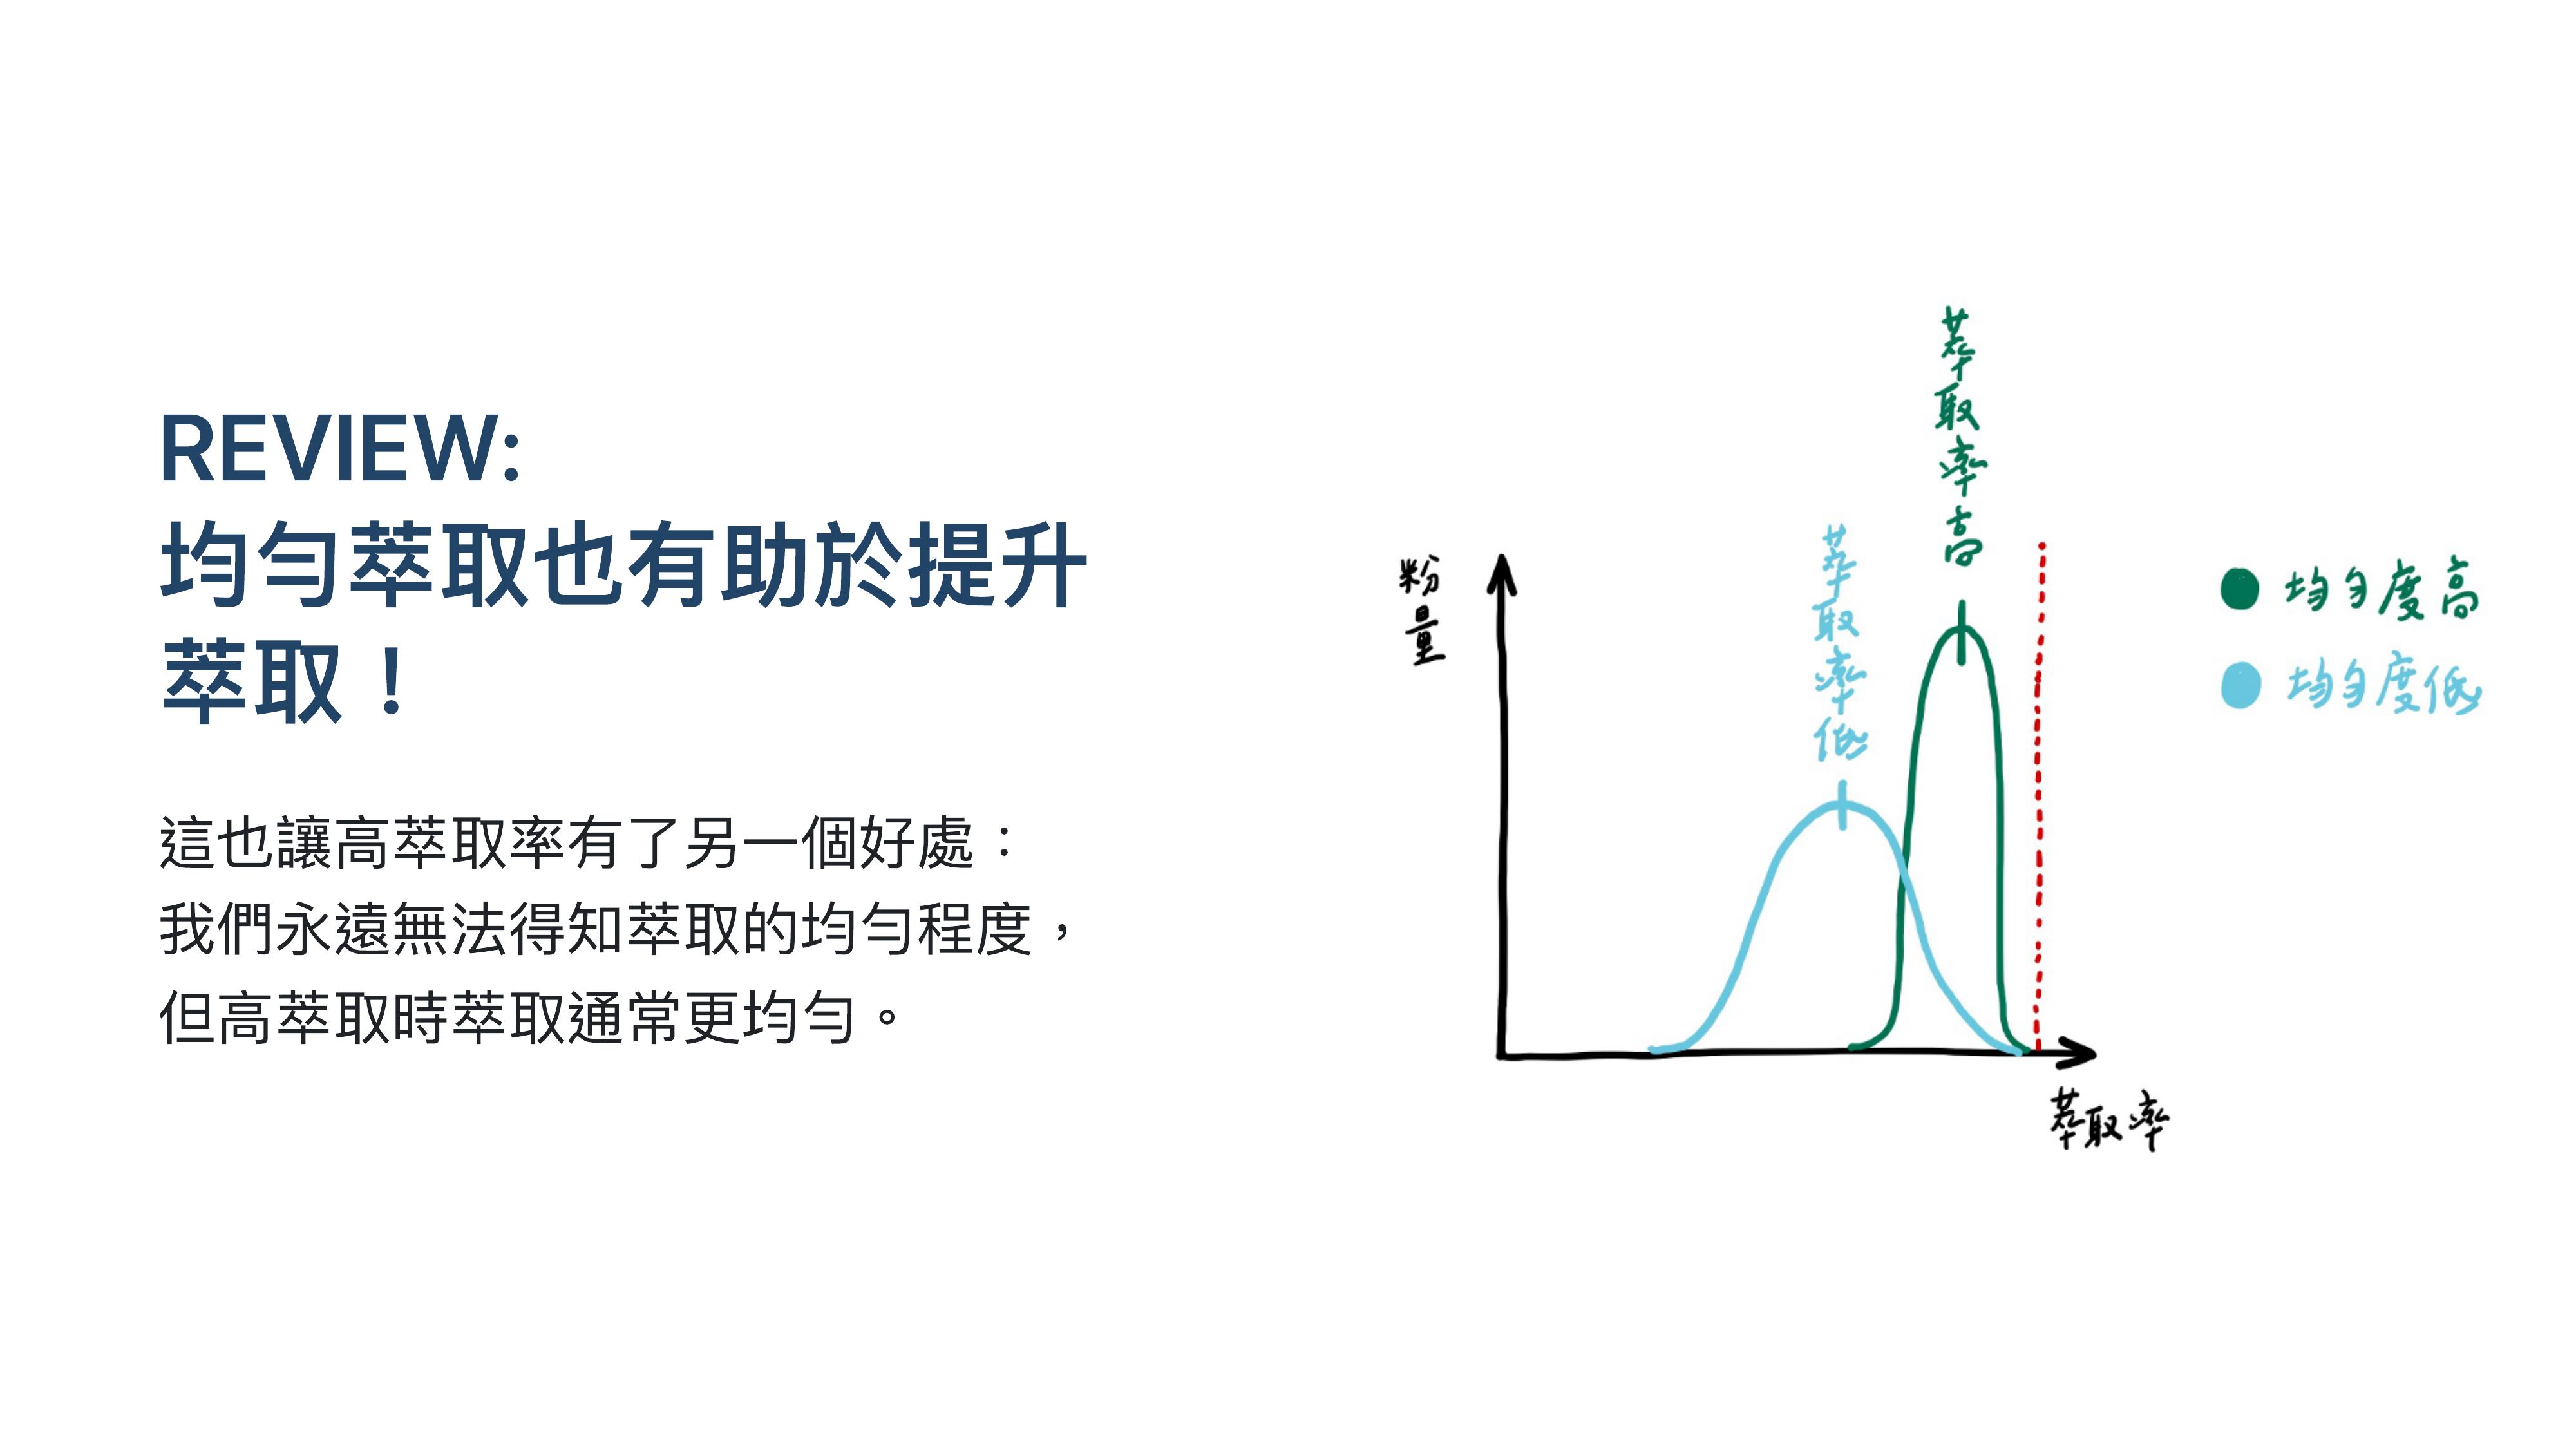 REVIEW:
均勻萃取也有助於提升
萃取！
這也讓高萃取率有了另一個好處：
我們永遠無法得知萃取的均勻程度，
但高萃取時萃取通常更均勻。
粉量
萃取率低
萃取率高
均勻度高
均勻度低
萃取率